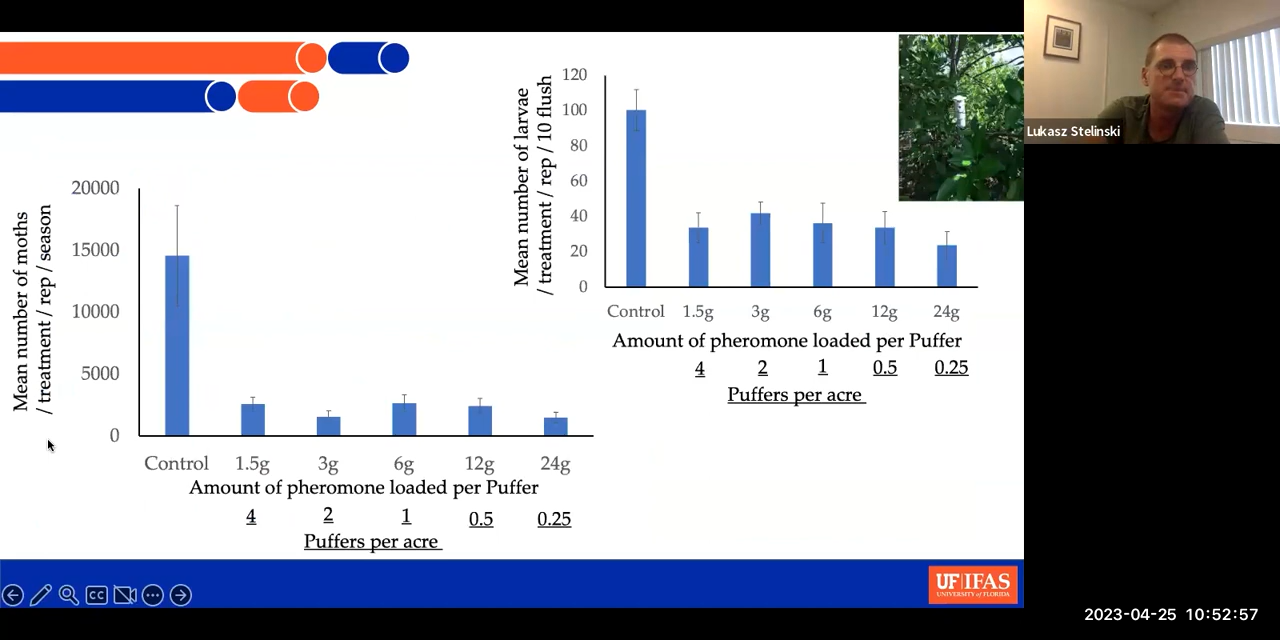 Mean number of moths
/ treatment / rep / season
20000
15000
10000
5000
0
Control 1.5g 3g 6g 12g 24g
Amount of pheromone loaded per Puffer
4 2 1 0.5 0.25
Puffers per acre
Mean number of larvae
/ treatment / rep / 10 flush
120
100
80
60
40
20
0
Control 1.5g 3g 6g 12g 24g
Amount of pheromone loaded per Puffer
4 2 1 0.5 0.25
Puffers per acre
Lukasz Stelinski
CC
UF|IFAS
UNIVERSITY of FLORIDA
2023-04-25 10:52:57